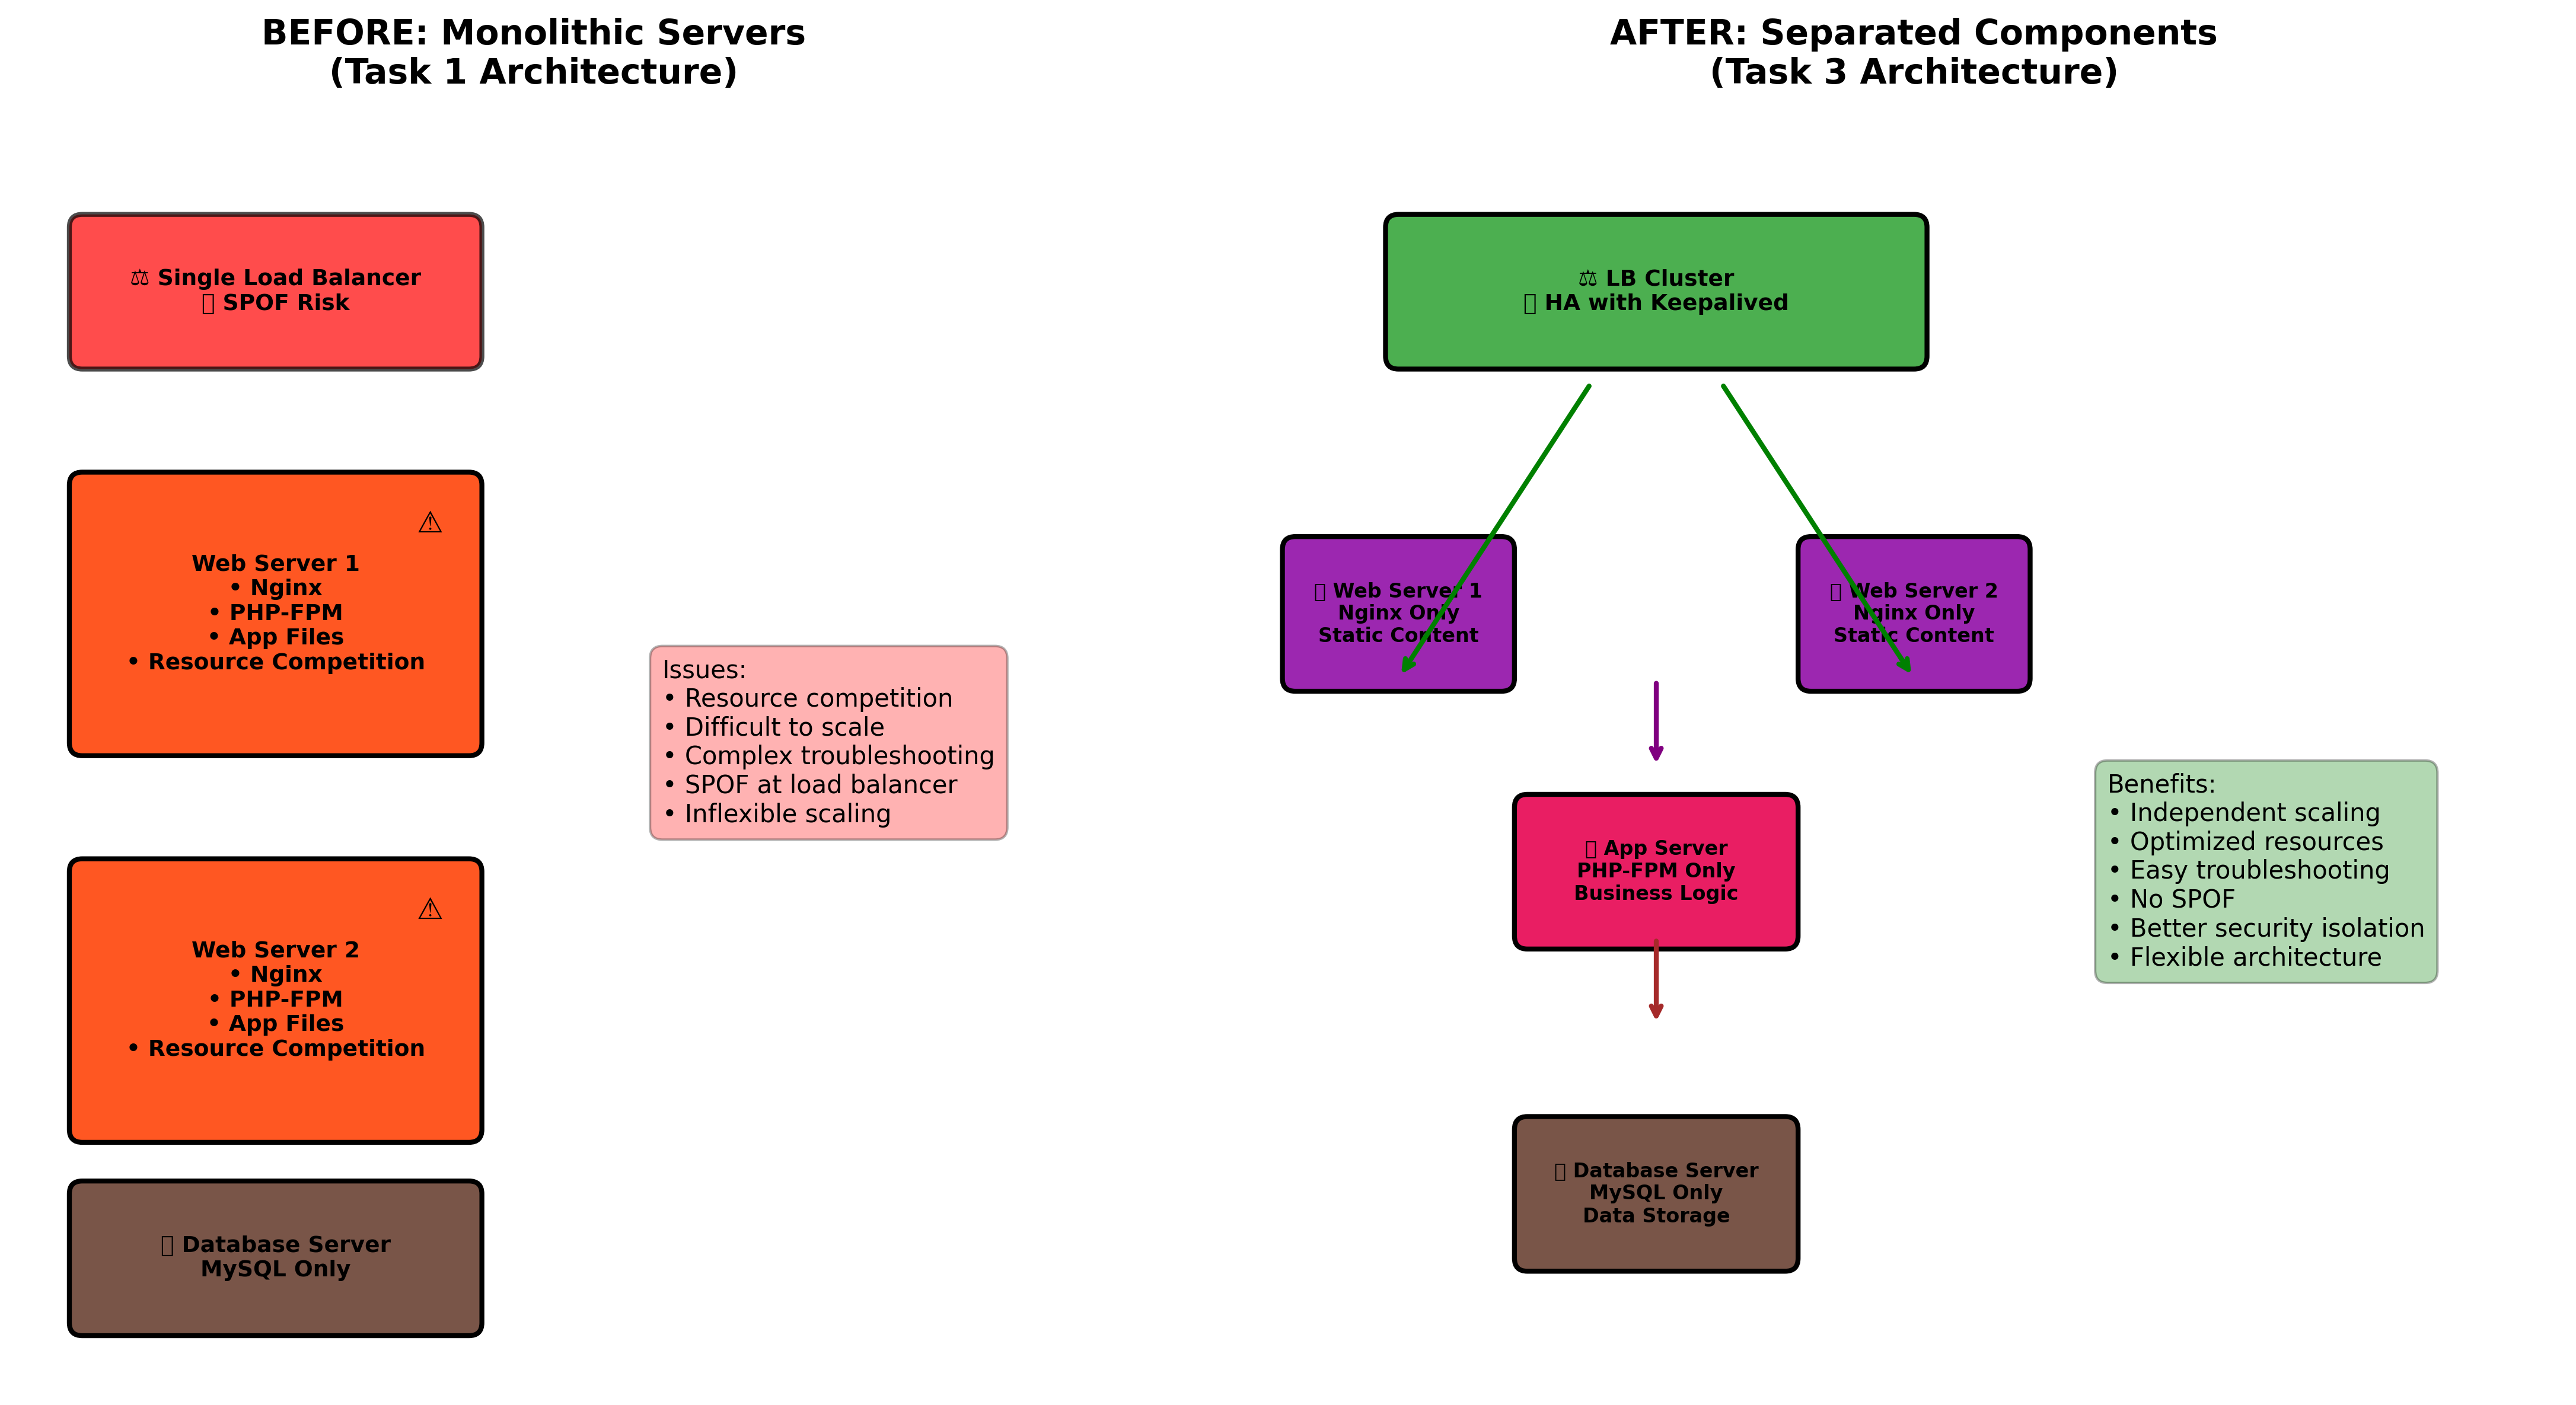 BEFORE: Monolithic Servers
(Task 1 Architecture)
⚖ Single Load Balancer
SPOF Risk
⚠
Web Server 1
• Nginx
• PHP-FPM
• App Files
• Resource Competition
⚠
Web Server 2
• Nginx
• PHP-FPM
• App Files
• Resource Competition
Database Server
MySQL Only
Issues:
• Resource competition
• Difficult to scale
• Complex troubleshooting
• SPOF at load balancer
• Inflexible scaling
AFTER: Separated Components
(Task 3 Architecture)
⚖ LB Cluster
HA with Keepalived
Web Server 1
Nginx Only
Static Content
Web Server 2
Nginx Only
Static Content
App Server
PHP-FPM Only
Business Logic
Database Server
MySQL Only
Data Storage
Benefits:
• Independent scaling
• Optimized resources
• Easy troubleshooting
• No SPOF
• Better security isolation
• Flexible architecture